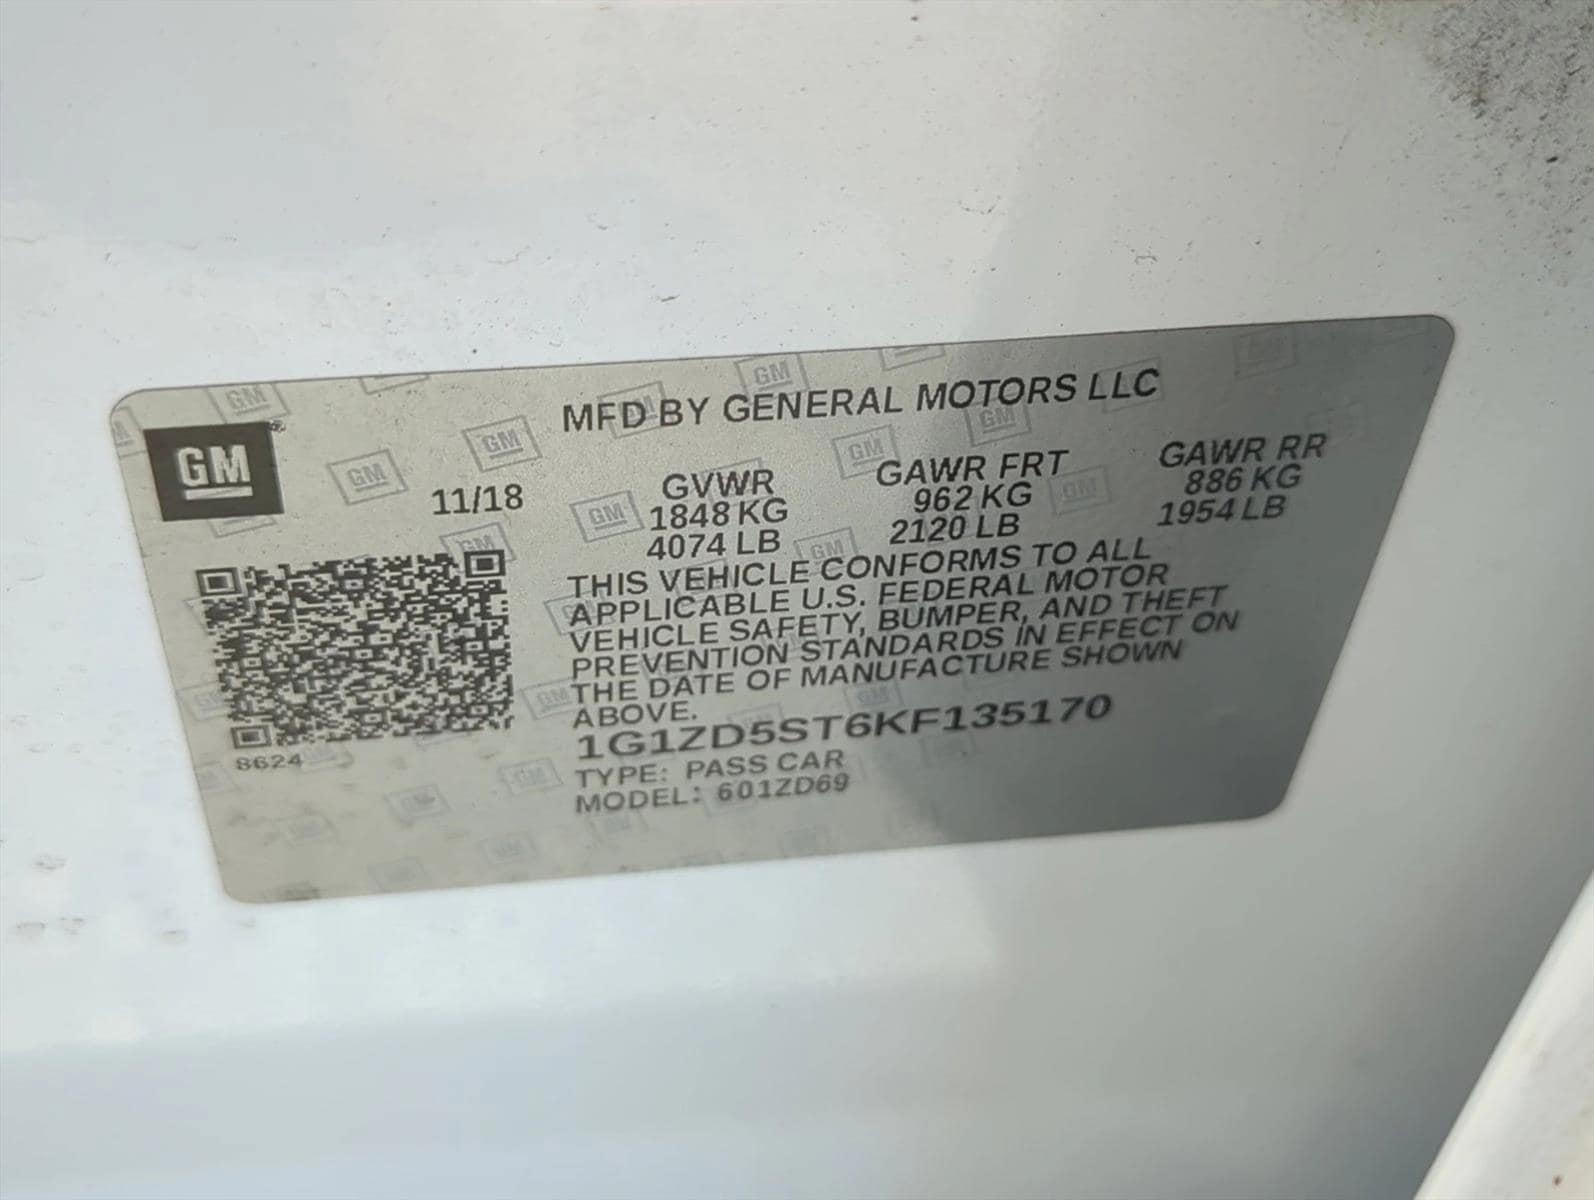 MFD BY GENERAL MOTORS LLC
GM
11/18
GVWR GAWR FRT GAWR RR
1848 KG 962 KG 886 KG
4074 LB 2120 LB 1954 LB
THIS VEHICLE CONFORMS TO ALL
APPLICABLE U.S. FEDERAL MOTOR
VEHICLE SAFETY, BUMPER, AND THEFT
PREVENTION STANDARDS IN EFFECT ON
THE DATE OF MANUFACTURE SHOWN
ABOVE.
1G1ZD5ST6KF135170
8624
TYPE: PASS CAR
MODEL: 601ZD69